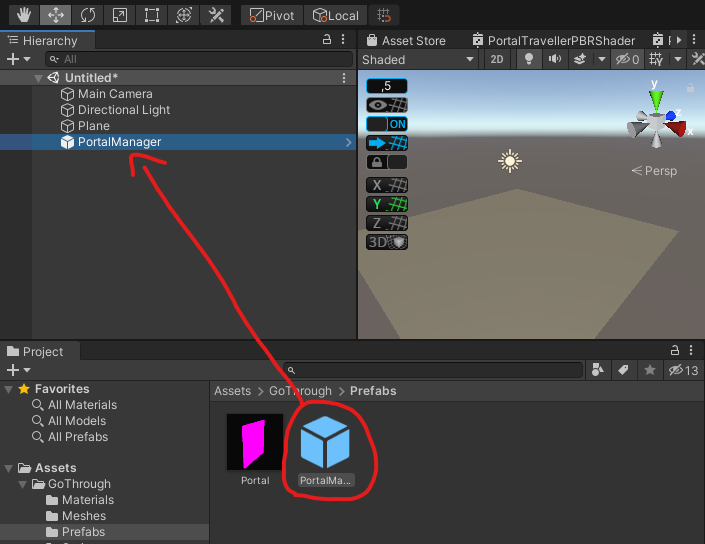 Pivot
Local
Hierarchy
All
Untitled*
Main Camera
Directional Light
Plane
PortalManager
Asset Store
PortalTravellerPBRShader
Shaded
2D
0
,5
ON
X
Y
Z
3D
y
z
x
Persp
Project
13
Favorites
All Materials
All Models
All Prefabs
Assets
GoThrough
Materials
Meshes
Prefabs
Assets > GoThrough > Prefabs
Portal
PortalMa...